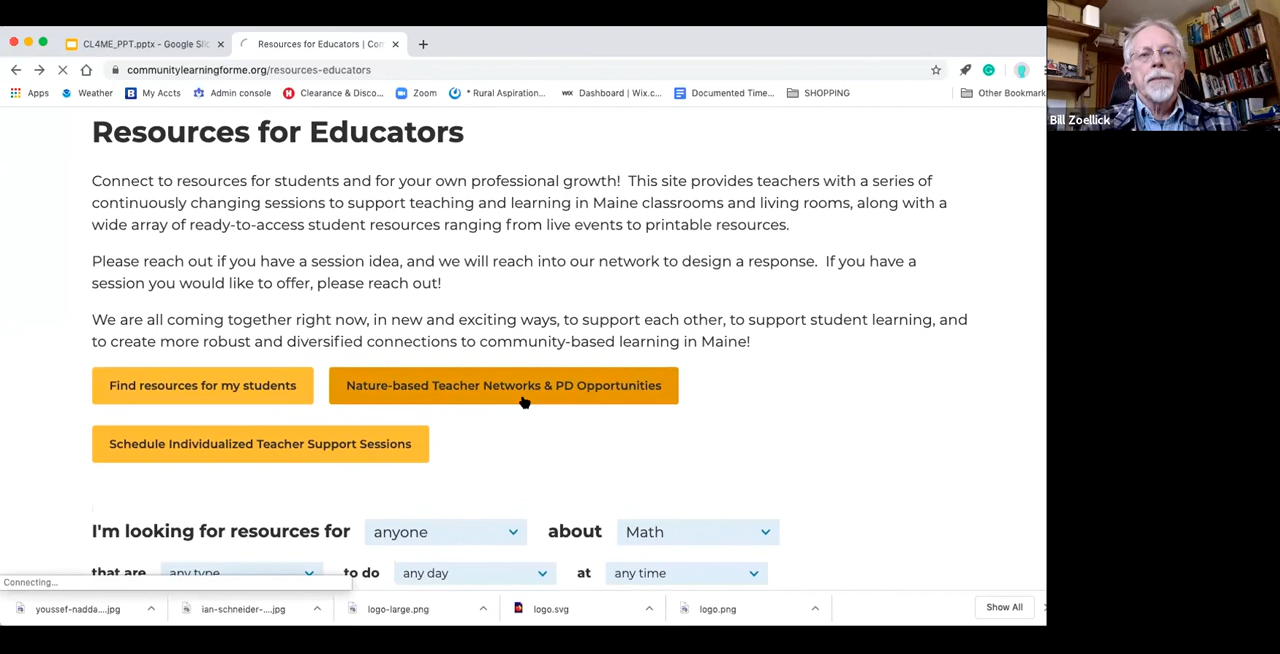 CL4ME_PPT.pptx - Google Slic
Resources for Educators | Con
communitylearningforme.org/resources-educators
Apps
Weather
My Accts
Admin console
Clearance & Disco...
Zoom
* Rural Aspiration...
Dashboard | Wix.c...
Documented Time...
SHOPPING
Other Bookmark
Bill Zoellick
Resources for Educators
Connect to resources for students and for your own professional growth! This site provides teachers with a series of
continuously changing sessions to support teaching and learning in Maine classrooms and living rooms, along with a
wide array of ready-to-access student resources ranging from live events to printable resources.
Please reach out if you have a session idea, and we will reach into our network to design a response. If you have a
session you would like to offer, please reach out!
We are all coming together right now, in new and exciting ways, to support each other, to support student learning, and
to create more robust and diversified connections to community-based learning in Maine!
Find resources for my students
Nature-based Teacher Networks & PD Opportunities
Schedule Individualized Teacher Support Sessions
I'm looking for resources for anyone about Math
that are any type to do any day at any time
Connecting...
youssef-nadda....jpg
ian-schneider-....jpg
logo-large.png
logo.svg
logo.png
Show All